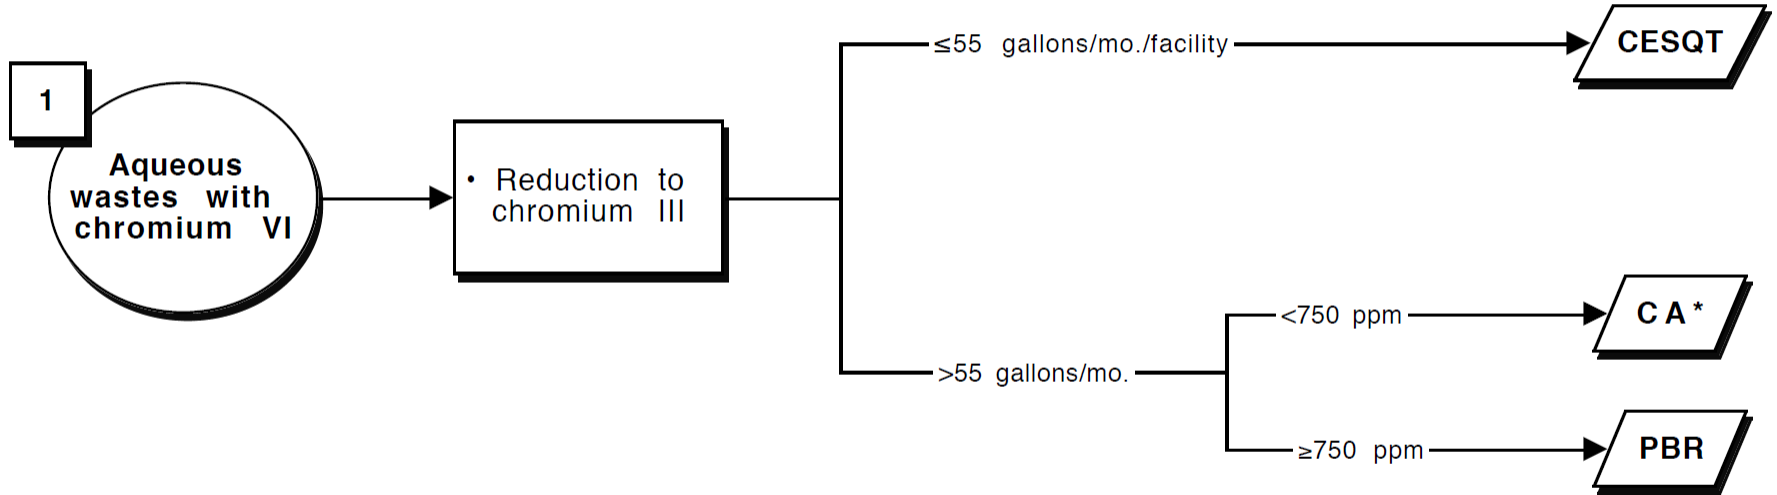 1
Aqueous
wastes with
chromium VI
• Reduction to
chromium III
≤55 gallons/mo./facility
CESQT
>55 gallons/mo.
<750 ppm
CA*
≥750 ppm
PBR